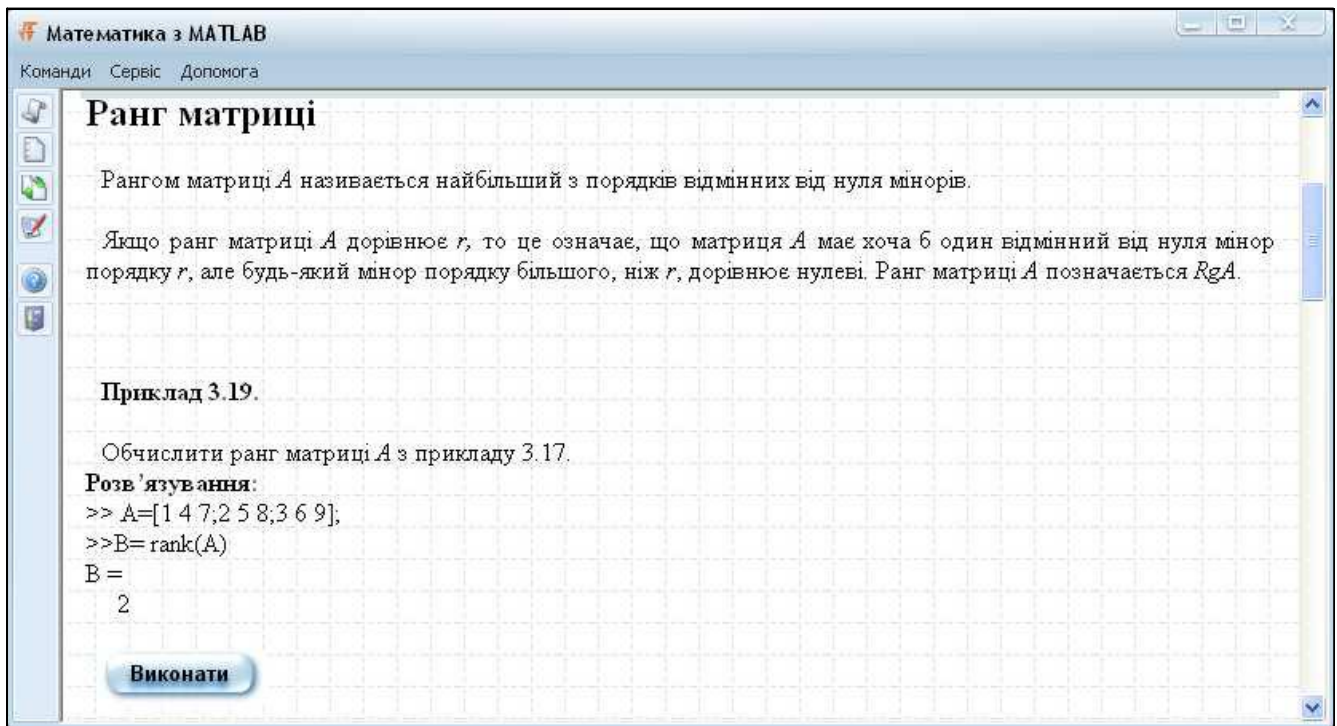 Математика з MATLAB
Команди Сервіс Допомога
Ранг матриці
Рангом матриці A називається найбільший з порядків відмінних від нуля мінорів.
Якщо ранг матриці A дорівнює r, то це означає, що матриця A має хоча б один відмінний від нуля мінор
порядку r, але будь-який мінор порядку більшого, ніж r, дорівнює нулеві. Ранг матриці A позначається RgA.
Приклад 3.19.
Обчислити ранг матриці A з прикладу 3.17.
Розв'язування:
>> A=[1 4 7;2 5 8;3 6 9];
>>B= rank(A)
B =
2
Виконати